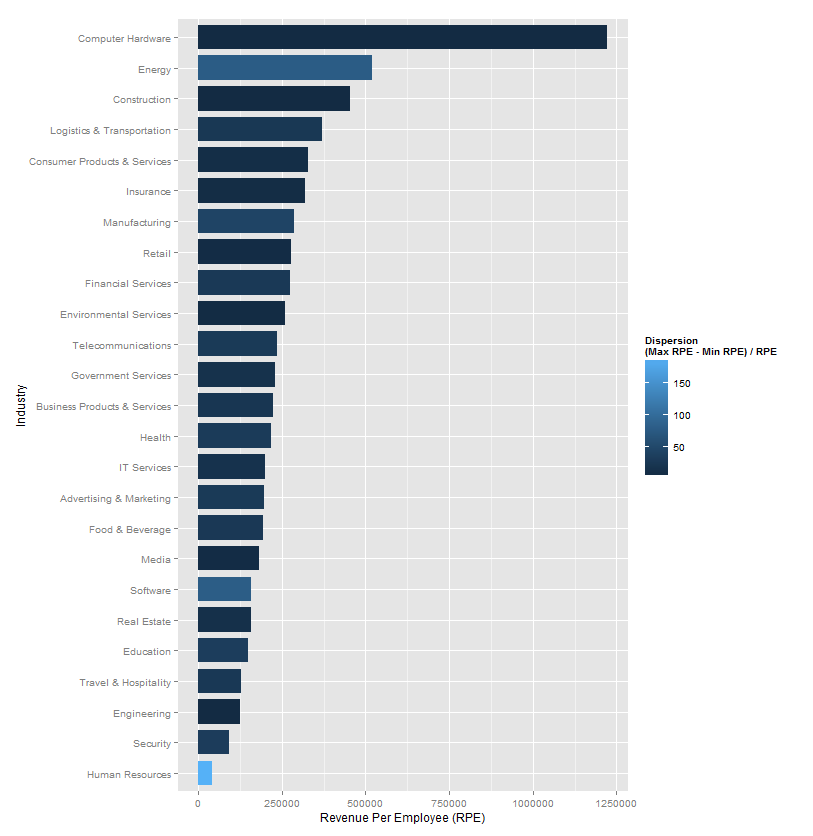 Computer Hardware
Energy
Construction
Logistics & Transportation
Consumer Products & Services
Insurance
Manufacturing
Retail
Financial Services
Environmental Services
Telecommunications
Government Services
Business Products & Services
Health
IT Services
Advertising & Marketing
Food & Beverage
Media
Software
Real Estate
Education
Travel & Hospitality
Engineering
Security
Human Resources
Industry
0 250000 500000 750000 1000000 1250000
Revenue Per Employee (RPE)
Dispersion
(Max RPE - Min RPE) / RPE
150
100
50